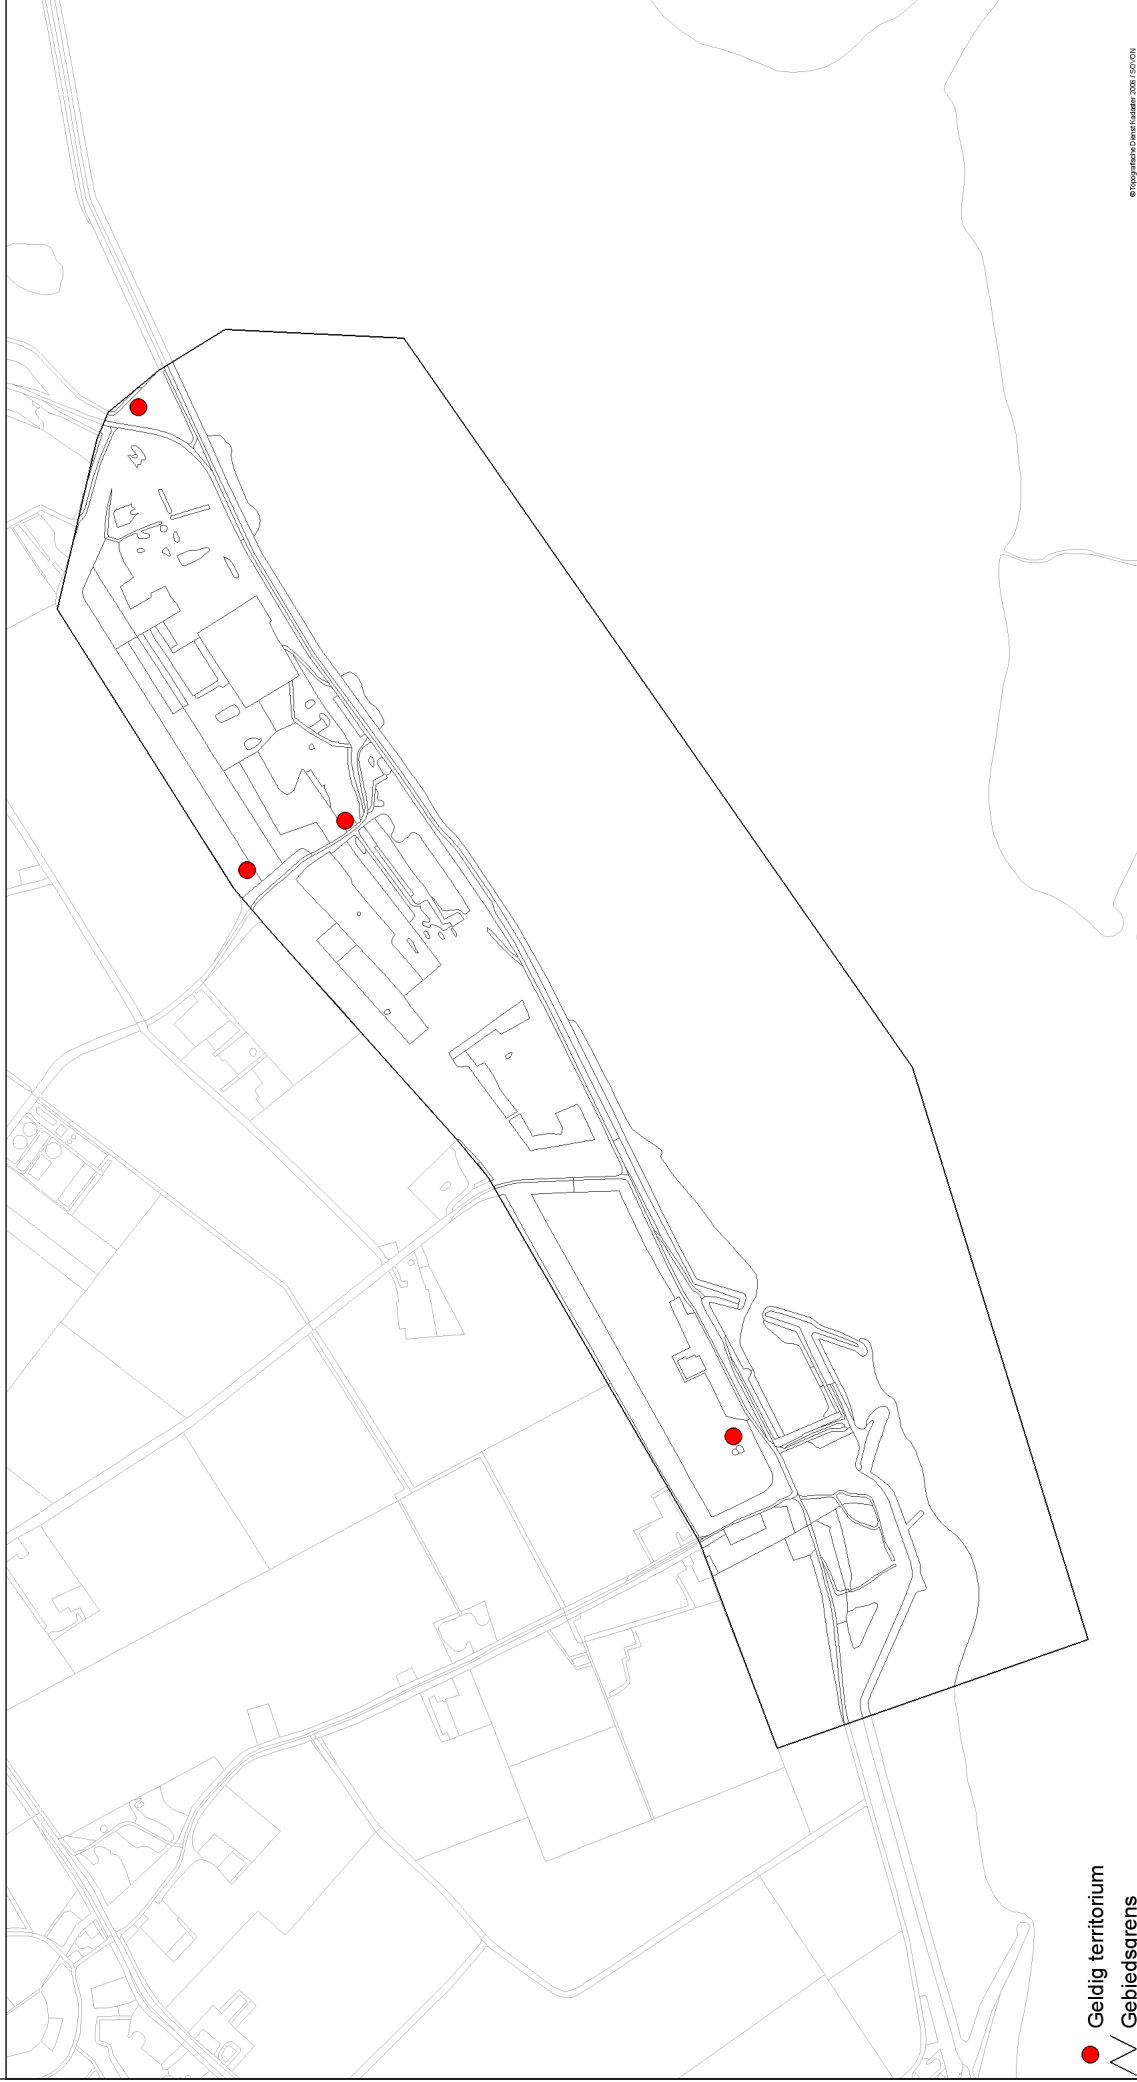 Geldig territorium
Gebiedsgrens
© Topografische Dienst Kadaster 2006 / SOVON